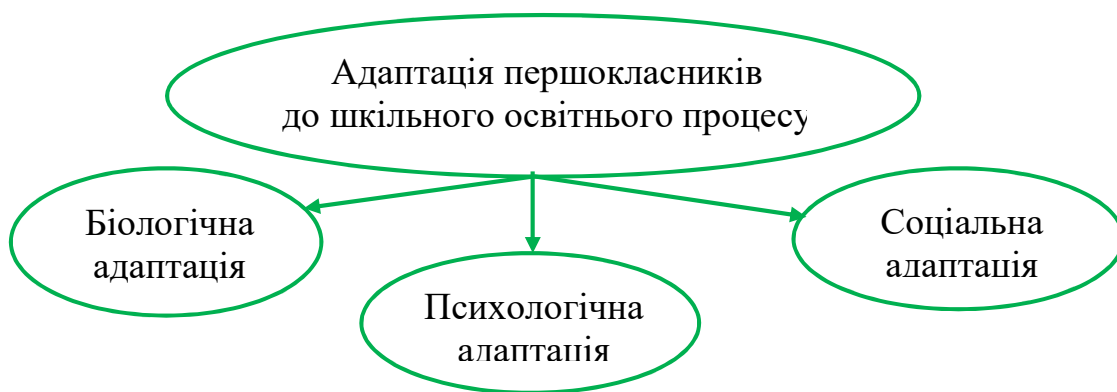 Адаптація першокласників
до шкільного освітнього процесу
Біологічна
адаптація
Психологічна
адаптація
Соціальна
адаптація